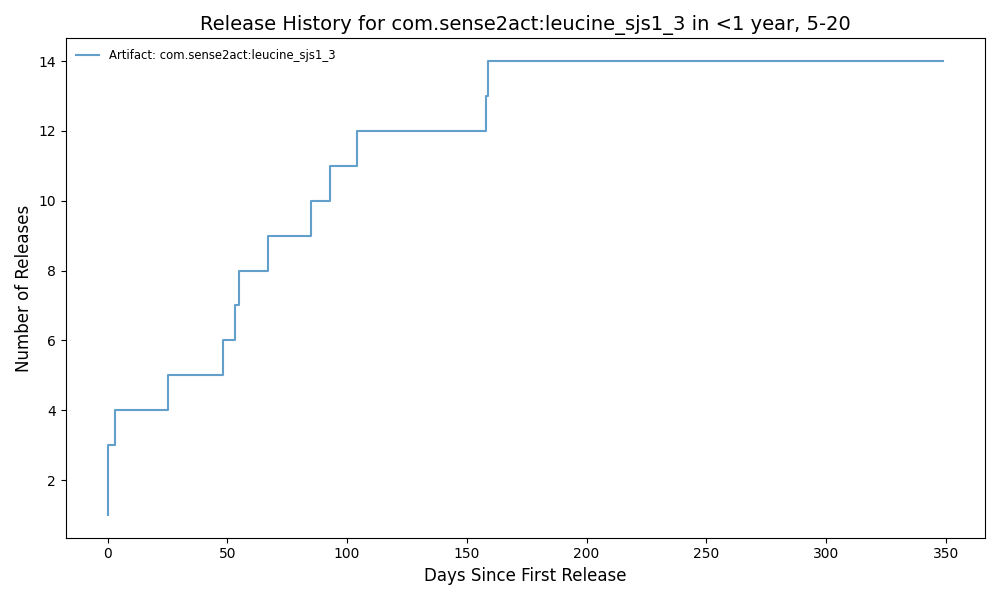 Release History for com.sense2act:leucine_sjs1_3 in <1 year, 5-20
Artifact: com.sense2act:leucine_sjs1_3
Number of Releases
14
12
10
8
6
4
2
0 50 100 150 200 250 300 350
Days Since First Release